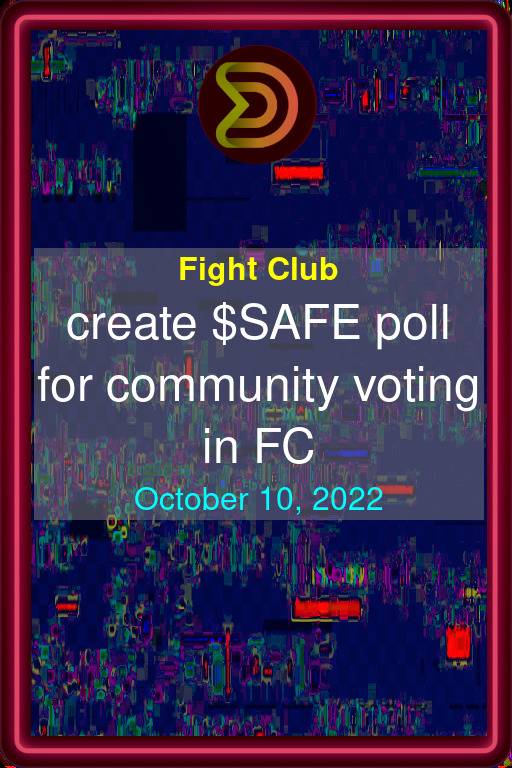 Fight Club
create $SAFE poll
for community voting
in FC
October 10, 2022